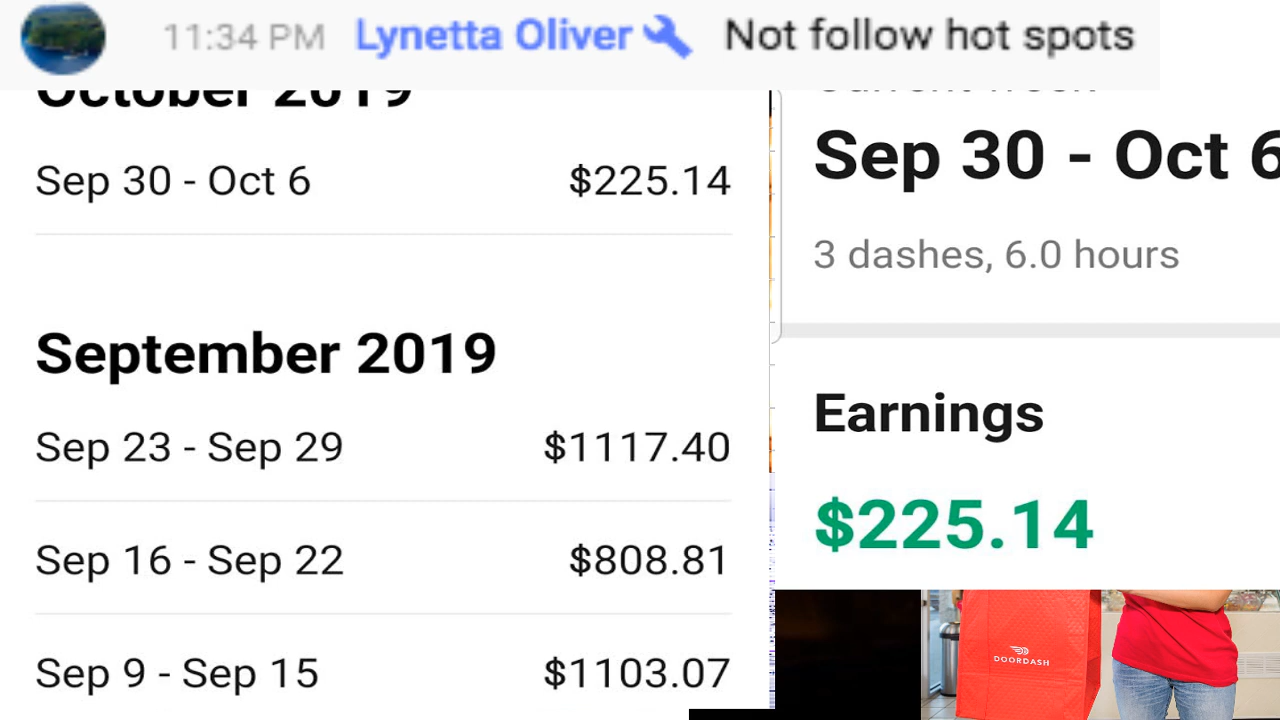 11:34 PM Lynetta Oliver Not follow hot spots
October 2019
Sep 30 - Oct 6 $225.14
September 2019
Sep 23 - Sep 29 $1117.40
Sep 16 - Sep 22 $808.81
Sep 9 - Sep 15 $1103.07
Sep 30 - Oct 6
3 dashes, 6.0 hours
Earnings
$225.14
DOORDASH